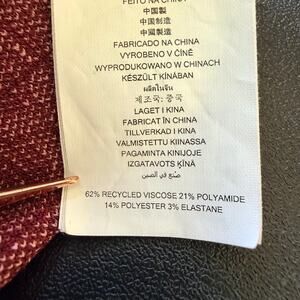 FEITO NA CHINA
中国製
中国制造
中國製造
FABRICADO NA CHINA
VYROBENO V ČÍNĚ
WYPRODUKOWANO W CHINACH
KÉSZÜLT KÍNÁBAN
ผลิตในจีน
제조국: 중국
LAGET I KINA
FABRICAT ÎN CHINA
TILLVERKAD I KINA
VALMISTETTU KIINASSA
PAGAMINTA KINIJOJE
IZGATAVOTS ĶĪNĀ
صنع في الصين
62% RECYCLED VISCOSE 21% POLYAMIDE
14% POLYESTER 3% ELASTANE